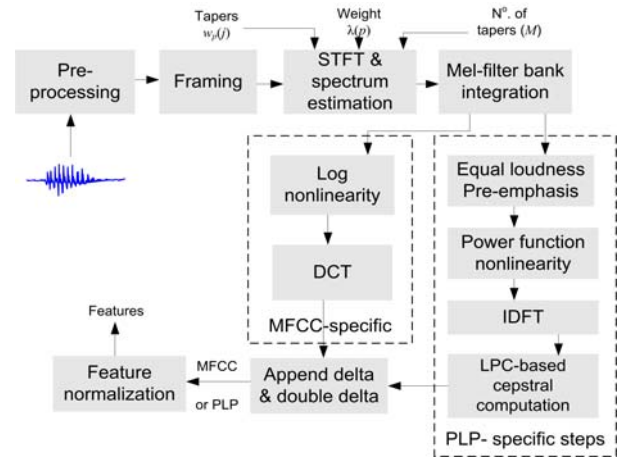 Tapers
wₚ(j)
Weight
λ(p)
Nº. of
tapers (M)
Pre-
processing
Framing
STFT &
spectrum
estimation
Mel-filter bank
integration
Log
nonlinearity
DCT
MFCC-specific
Equal loudness
Pre-emphasis
Power function
nonlinearity
IDFT
LPC-based
cepstral
computation
PLP- specific steps
Append delta
& double delta
MFCC
or PLP
Feature
normalization
Features